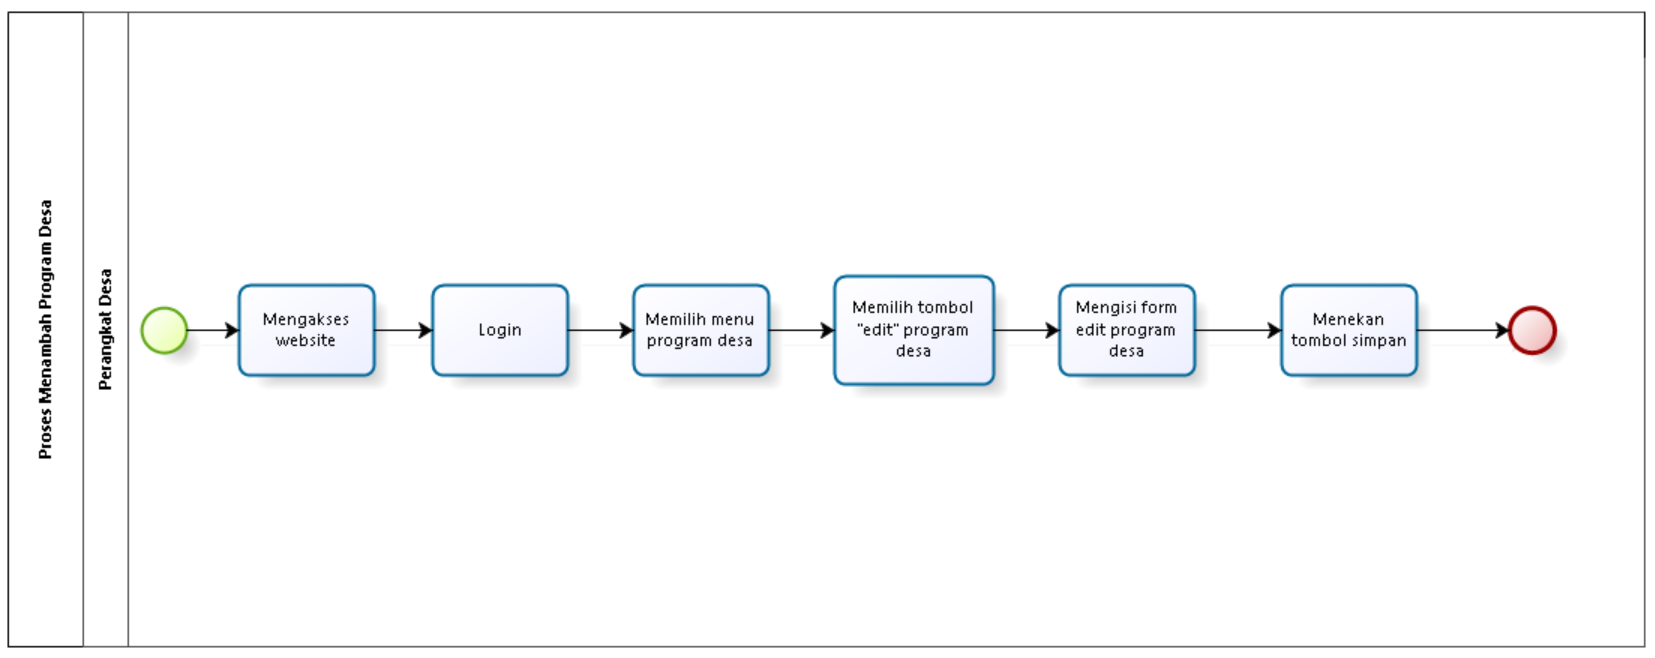 Proses Menambah Program Desa
Perangkat Desa
Mengakses
website
Login
Memilih menu
program desa
Memilih tombol
"edit" program
desa
Mengisi form
edit program
desa
Menekan
tombol simpan